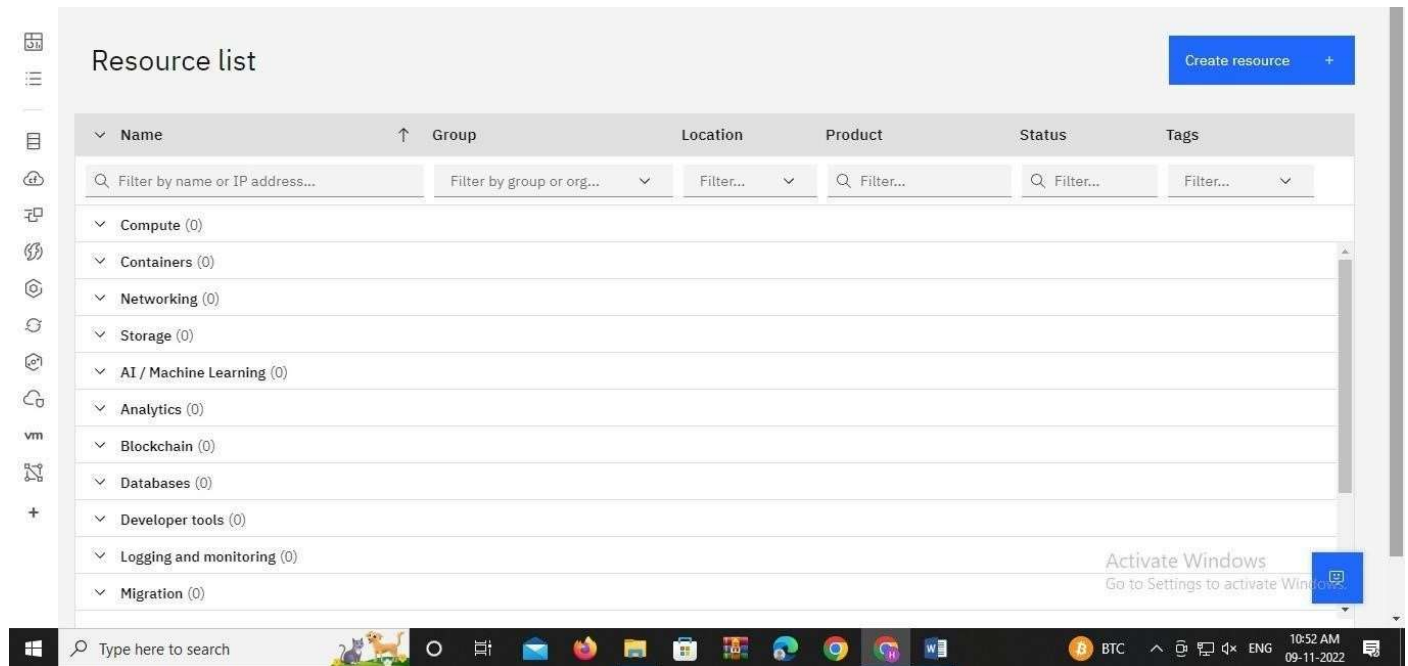 Resource list
Create resource +
Name Group Location Product Status Tags
Filter by name or IP address... Filter by group or org... Filter... Filter... Filter... Filter...
Compute (0)
Containers (0)
Networking (0)
Storage (0)
AI / Machine Learning (0)
Analytics (0)
vm
Blockchain (0)
Databases (0)
Developer tools (0)
Logging and monitoring (0)
Migration (0)
Activate Windows
Go to Settings to activate Windows.
Type here to search
BTC
ENG
10:52 AM
09-11-2022